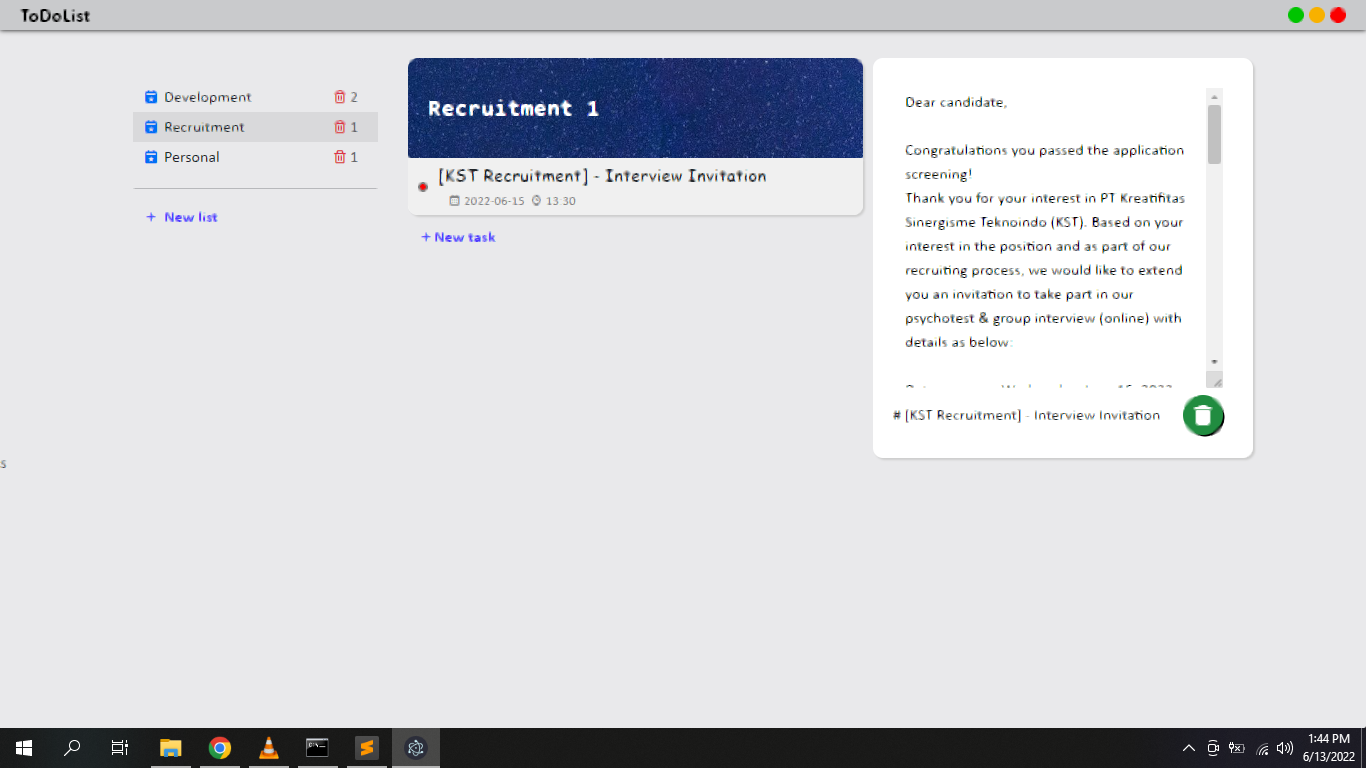 ToDoList
Development 2
Recruitment 1
Personal 1
+ New list
Recruitment 1
[KST Recruitment] - Interview Invitation
2022-06-15 13 30
+ New task
Dear candidate,
Congratulations you passed the application
screening!
Thank you for your interest in PT Kreatifitas
Sinergisme Teknoindo (KST). Based on your
interest in the position and as part of our
recruiting process, we would like to extend
you an invitation to take part in our
psychotest & group interview (online) with
details as below:
# [KST Recruitment] - Interview Invitation
s
1:44 PM
6/13/2022